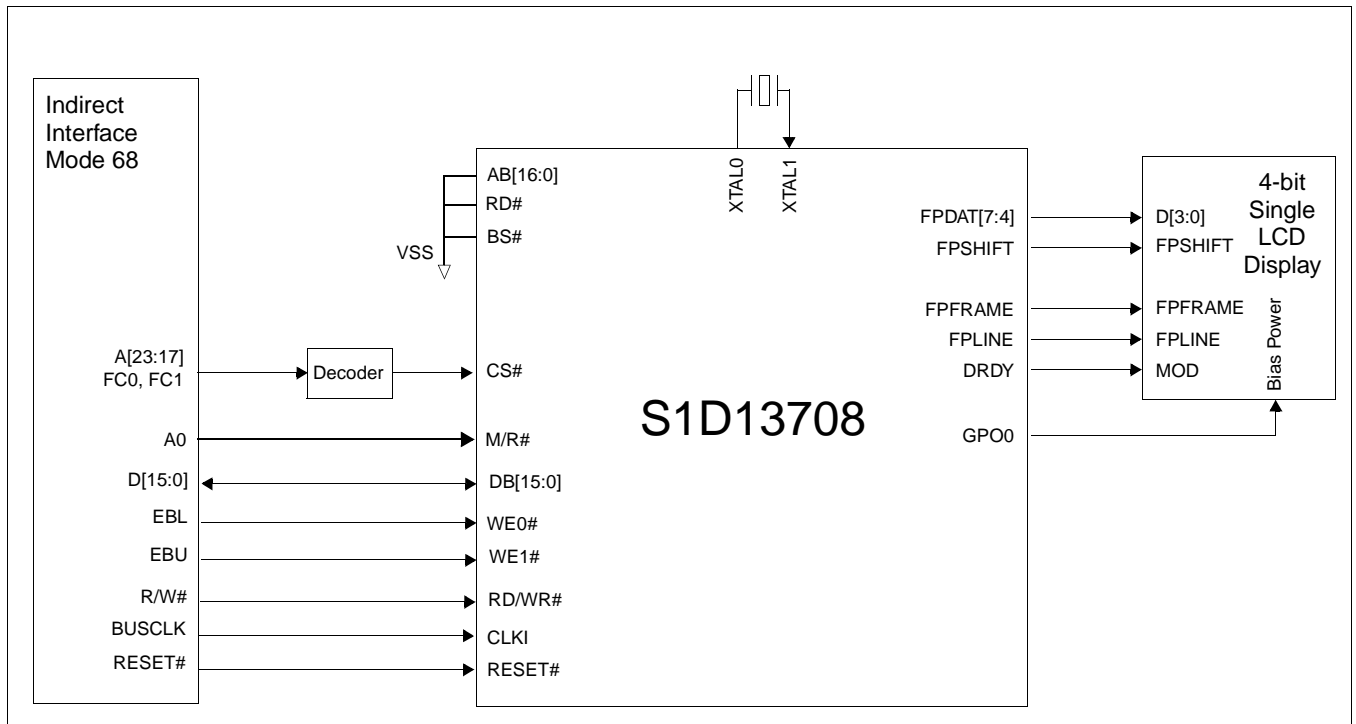 Indirect
Interface
Mode 68
A[23:17]
FC0, FC1
A0
D[15:0]
EBL
EBU
R/W#
BUSCLK
RESET#
Decoder
VSS
AB[16:0]
RD#
BS#
CS#
M/R#
DB[15:0]
WE0#
WE1#
RD/WR#
CLKI
RESET#
XTAL0
XTAL1
S1D13708
FPDAT[7:4]
FPSHIFT
FPFRAME
FPLINE
DRDY
GPO0
4-bit
Single
LCD
Display
D[3:0]
FPSHIFT
FPFRAME
FPLINE
MOD
Bias Power